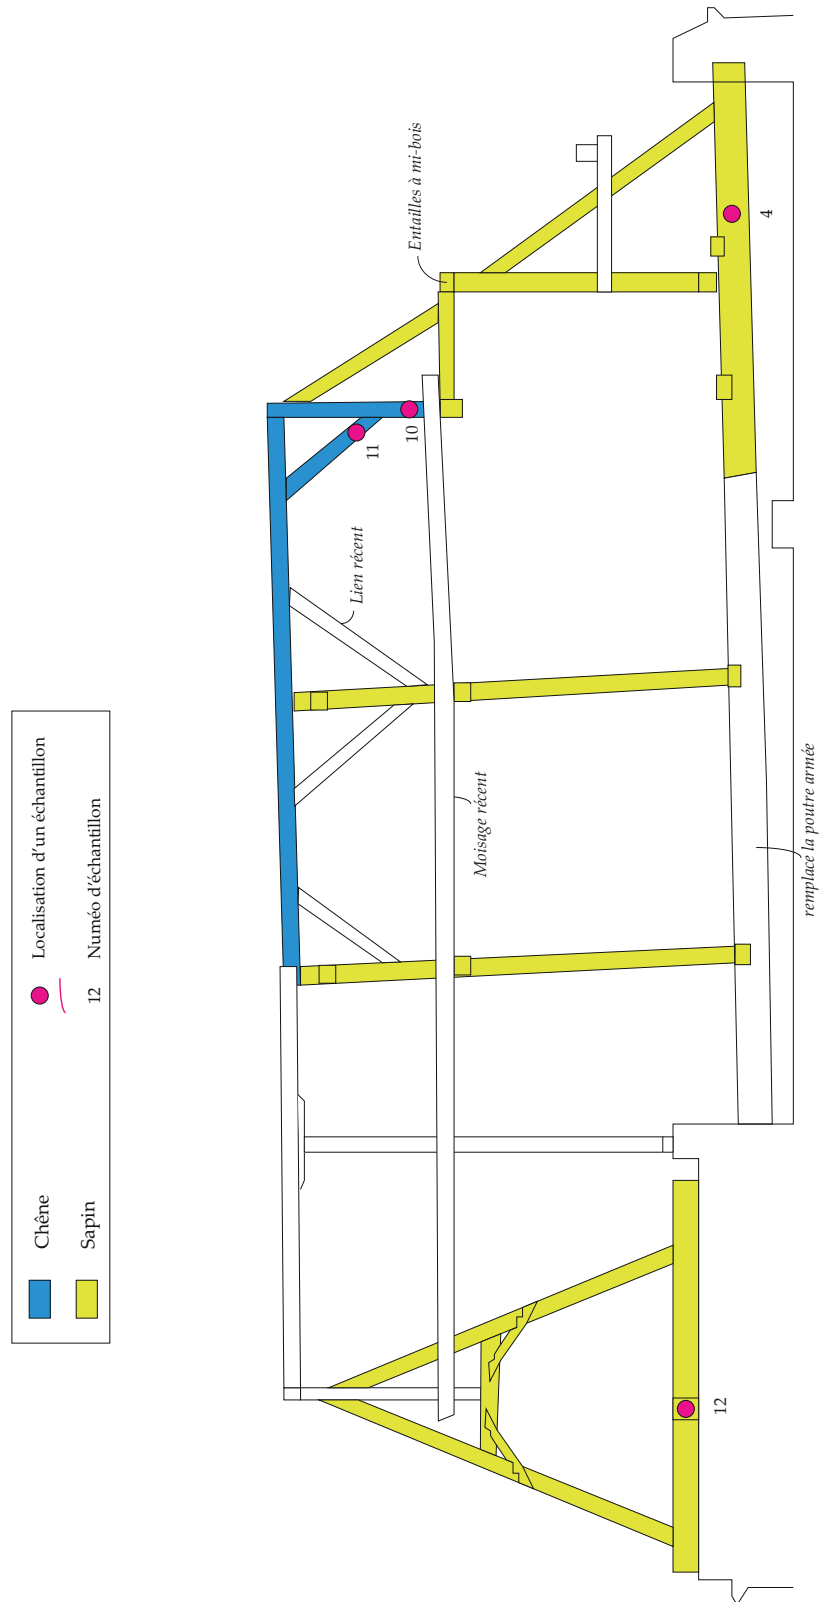 Chêne
Sapin
Localisation d'un échantillon
12 Numéo d'échantillon
Entailles à mi-bois
4
10
11
Lien récent
Moisage récent
remplace la poutre armée
12